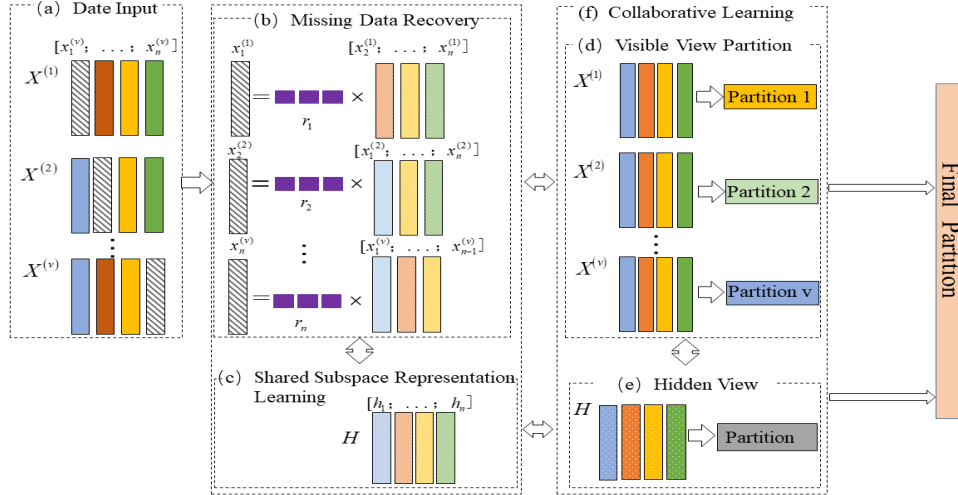 (a) Date Input
[x_1^{(v)}; ...; x_n^{(v)}]
X^{(1)}
X^{(2)}
⋮
X^{(v)}
(b) Missing Data Recovery
x_1^{(1)}
[x_2^{(1)}; ...; x_n^{(1)}]
= ×
r_1
x_2^{(2)}
[x_1^{(2)}; ...; x_n^{(2)}]
= ×
r_2
x_n^{(v)}
⋮
[x_1^{(v)}; ...; x_{n-1}^{(v)}]
= ×
r_n
(c) Shared Subspace Representation
Learning
[h_1; ...; h_n]
H
(f) Collaborative Learning
(d) Visible View Partition
X^{(1)}
Partition 1
X^{(2)}
Partition 2
⋮
X^{(v)}
Partition v
(e) Hidden View
H
Partition
Final Partition